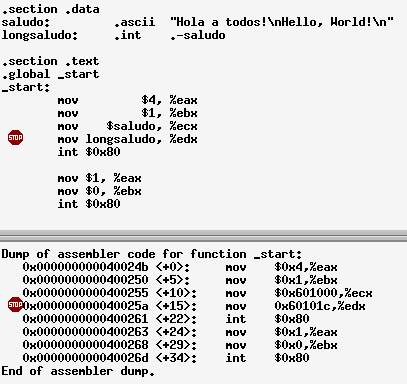 .section .data
saludo:         .ascii  "Hola a todos!\nHello, World!\n"
longsaludo:     .int    .-saludo
.section .text
.global _start
_start:
        mov         $4, %eax
        mov         $1, %ebx
        mov    $saludo, %ecx
STOP    mov longsaludo, %edx
        int $0x80
        mov $1, %eax
        mov $0, %ebx
        int $0x80
Dump of assembler code for function _start:
   0x000000000040024b <+0>:     mov    $0x4,%eax
   0x0000000000400250 <+5>:     mov    $0x1,%ebx
   0x0000000000400255 <+10>:    mov    $0x601000,%ecx
STOP 0x000000000040025a <+15>:    mov    0x60101c,%edx
   0x0000000000400261 <+22>:    int    $0x80
   0x0000000000400263 <+24>:    mov    $0x1,%eax
   0x0000000000400268 <+29>:    mov    $0x0,%ebx
   0x000000000040026d <+34>:    int    $0x80
End of assembler dump.